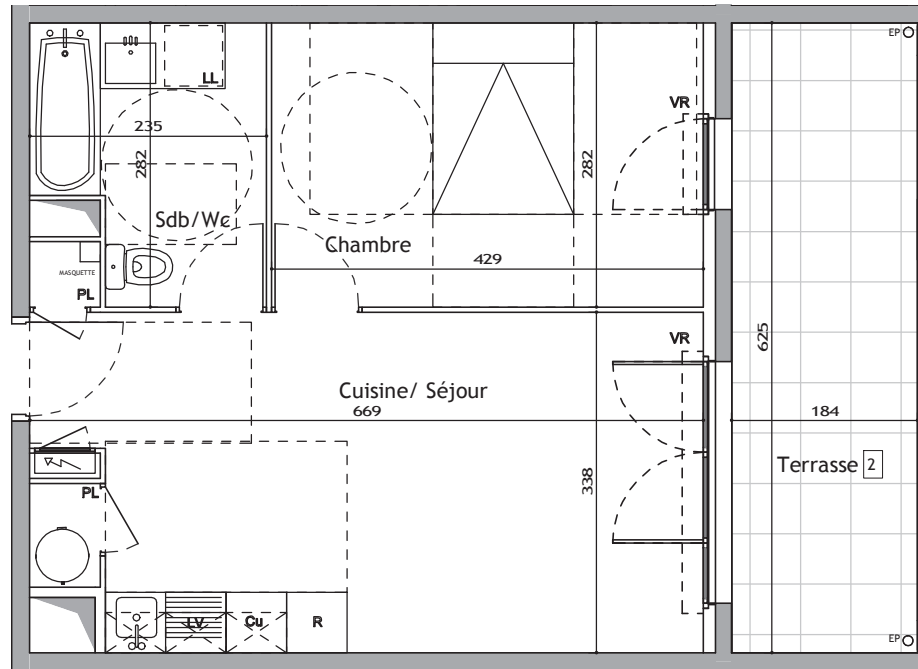 EP
LL
VR
235
282
282
Sdb/Wc
Chambre
429
MASQUETTE
PL
VR
625
Cuisine/ Séjour
669
184
338
Terrasse 2
PL
LV
Cu
R
EP